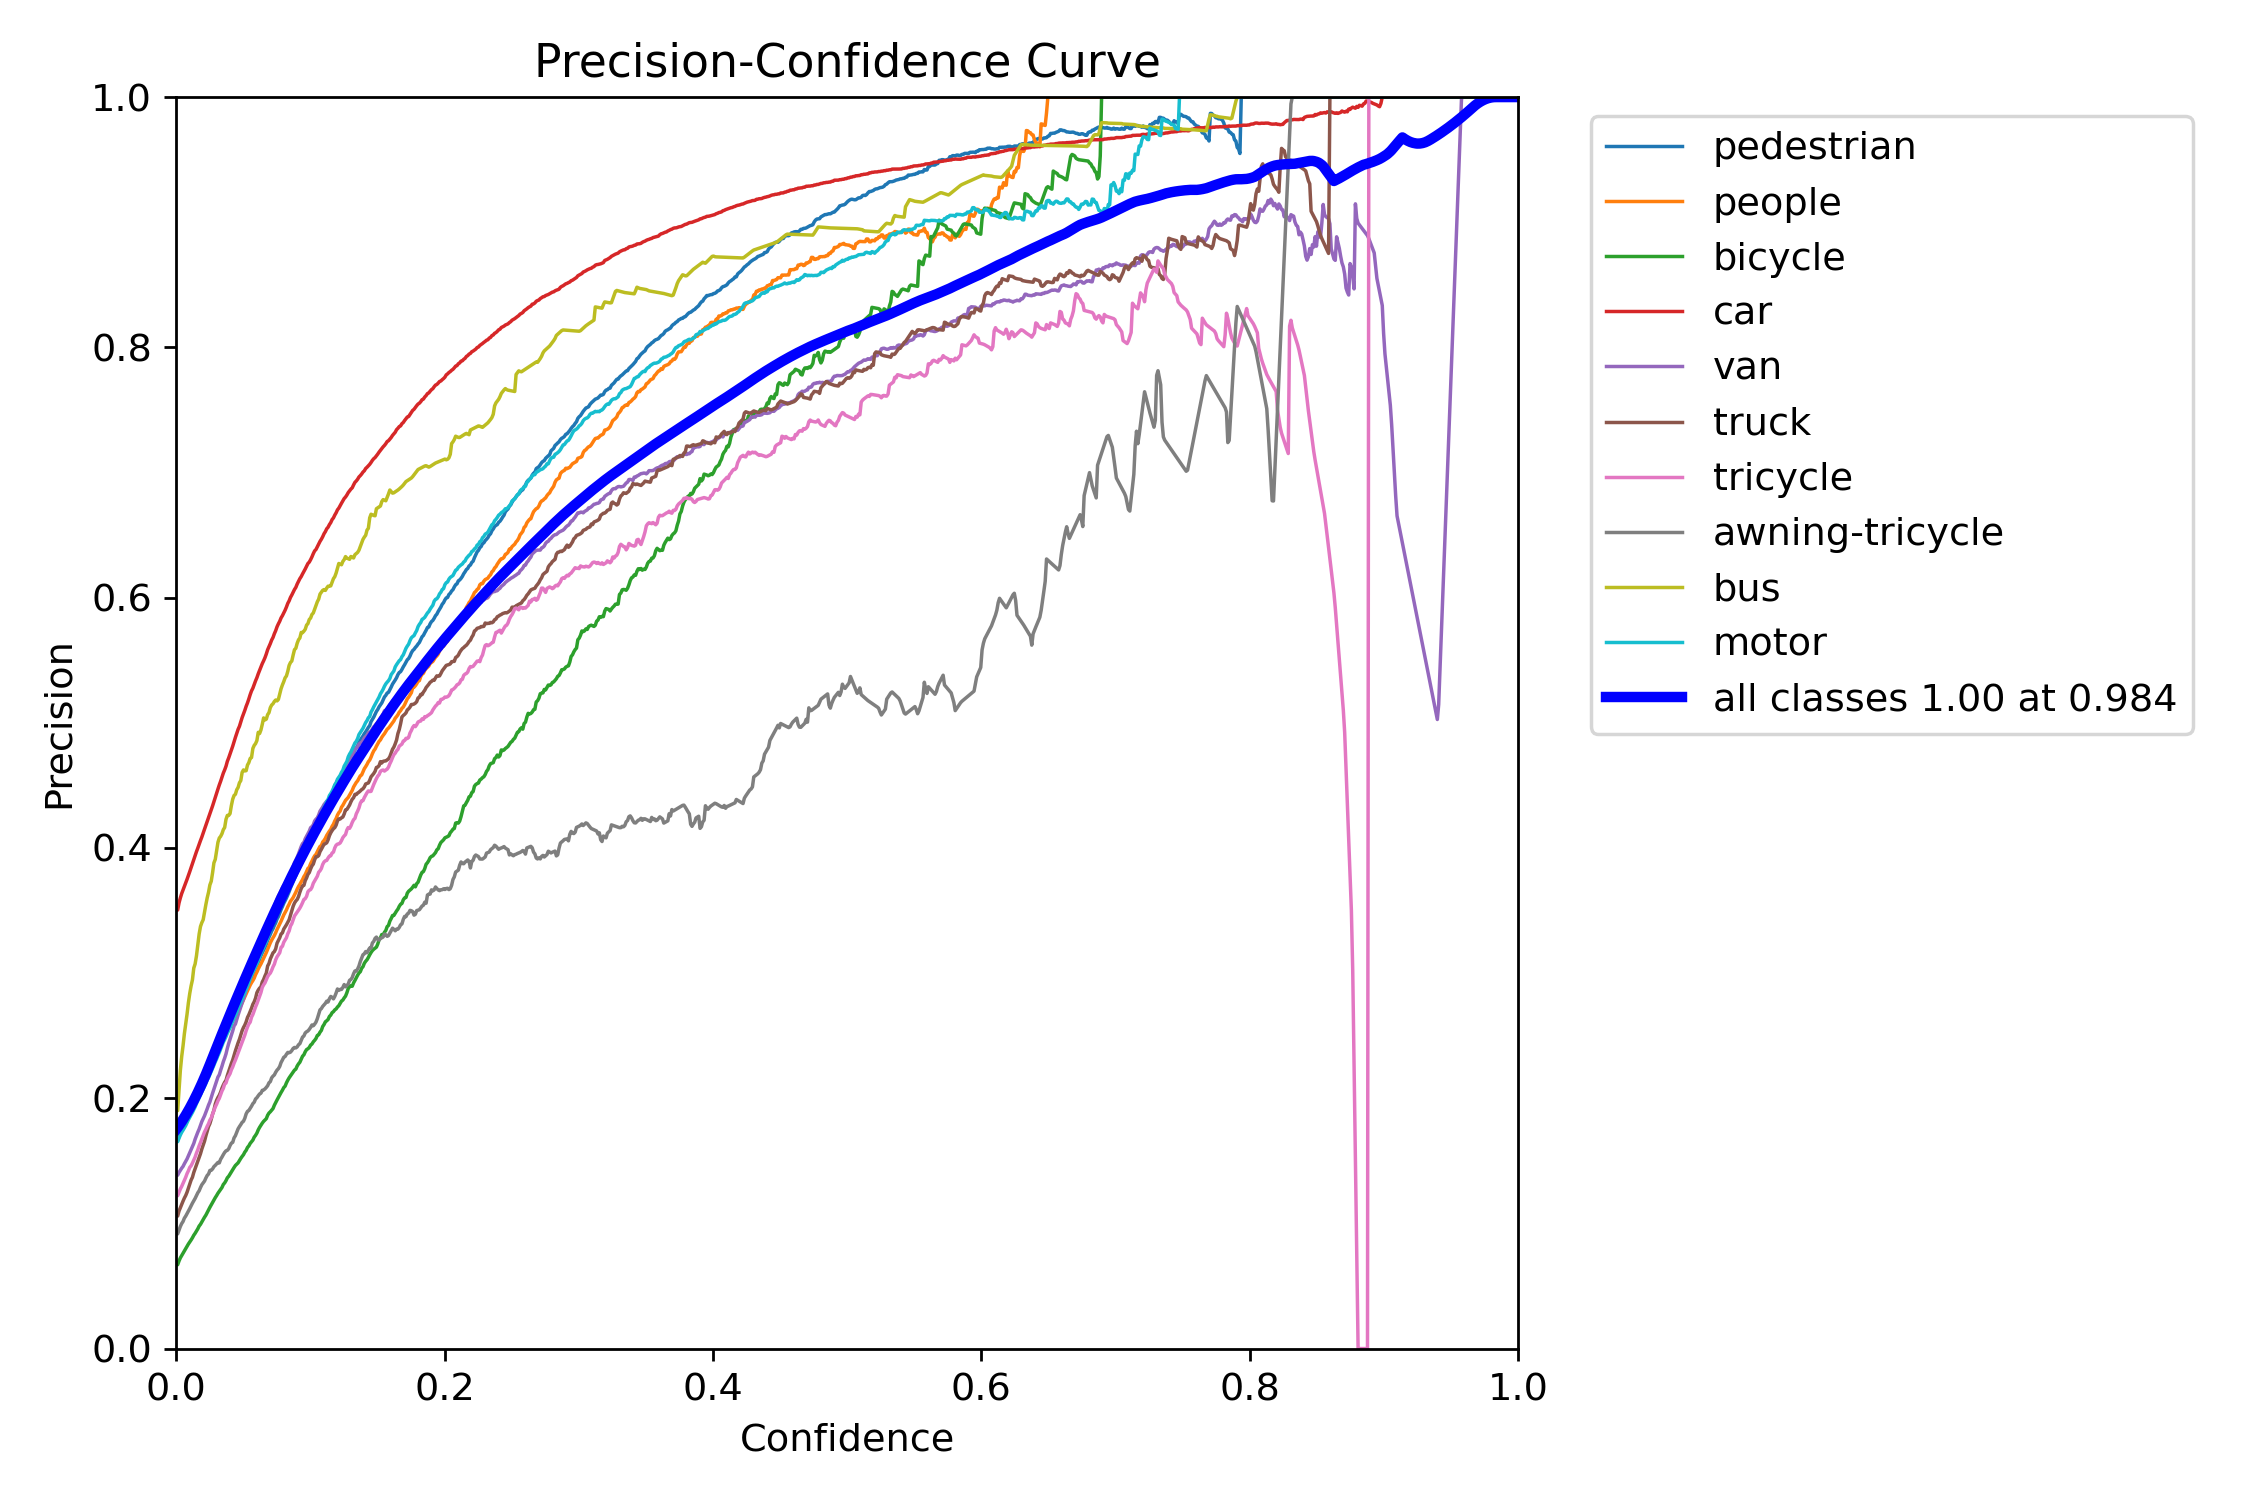 Precision-Confidence Curve
1.0
0.8
0.6
0.4
0.2
0.0
Precision
0.0 0.2 0.4 0.6 0.8 1.0
Confidence
pedestrian
people
bicycle
car
van
truck
tricycle
awning-tricycle
bus
motor
all classes 1.00 at 0.984